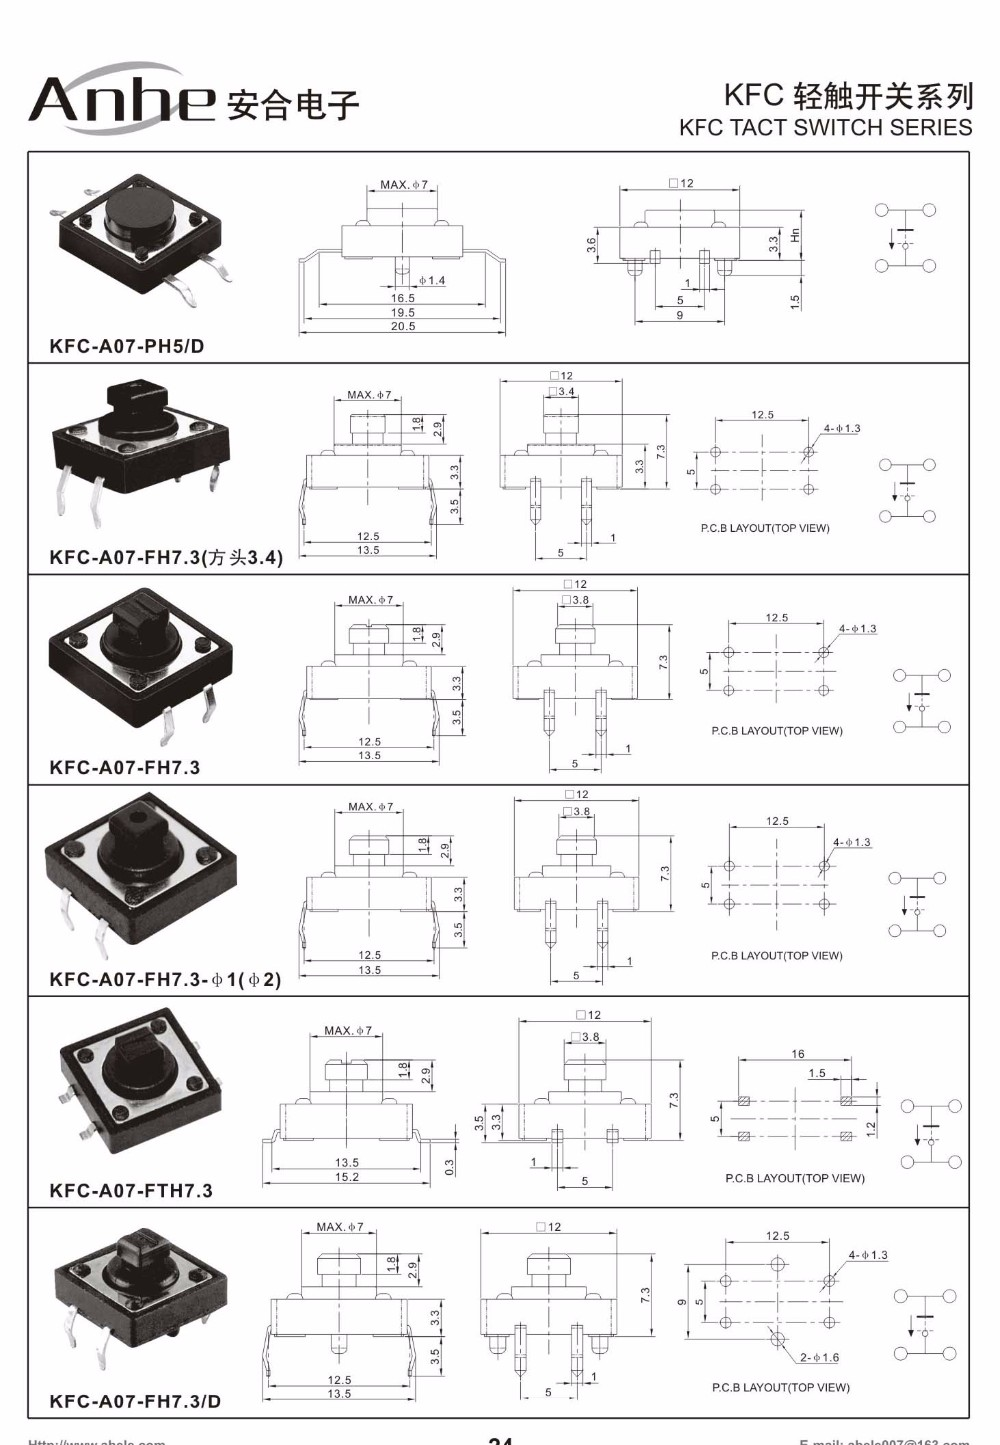 Anhe 安合电子
KFC 轻触开关系列
KFC TACT SWITCH SERIES
MAX. φ7
φ1.4
16.5
19.5
20.5
□12
3.6
3.3
Hn
1
5
9
1.5
KFC-A07-PH5/D
MAX. φ7
1.8
2.9
3.3
3.5
12.5
13.5
□12
□3.4
3.3
7.3
1
5
12.5
4-φ1.3
5
P.C.B LAYOUT(TOP VIEW)
KFC-A07-FH7.3(方头3.4)
MAX. φ7
1.8
2.9
3.3
3.5
12.5
13.5
□12
□3.8
7.3
1
5
12.5
4-φ1.3
5
P.C.B LAYOUT(TOP VIEW)
KFC-A07-FH7.3
MAX. φ7
1.8
2.9
3.3
3.5
12.5
13.5
□12
□3.8
7.3
1
5
12.5
4-φ1.3
5
P.C.B LAYOUT(TOP VIEW)
KFC-A07-FH7.3-φ1(φ2)
MAX. φ7
1.8
2.9
13.5
15.2
0.3
□12
□3.8
3.5
3.3
7.3
1
5
16
1.5
5
1.2
P.C.B LAYOUT(TOP VIEW)
KFC-A07-FTH7.3
MAX. φ7
1.8
2.9
3.3
3.5
12.5
13.5
□12
7.3
1
5
12.5
4-φ1.3
9
5
2-φ1.6
P.C.B LAYOUT(TOP VIEW)
KFC-A07-FH7.3/D